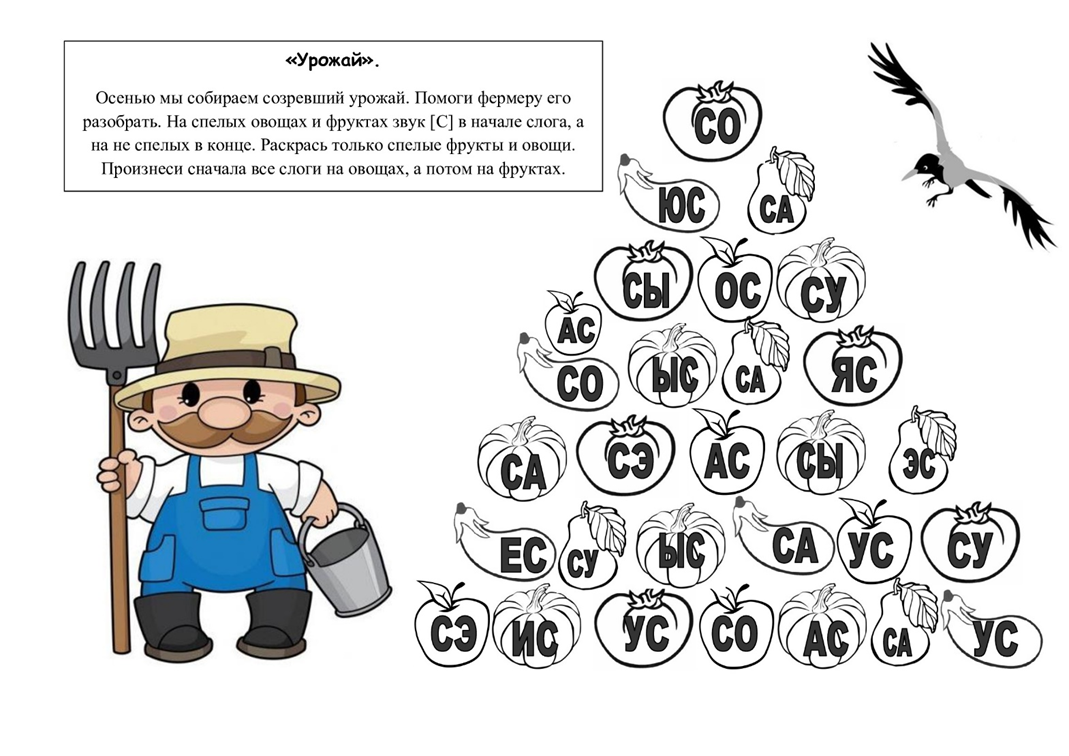 «Урожай».
Осенью мы собираем созревший урожай. Помоги фермеру его
разобрать. На спелых овощах и фруктах звук [С] в начале слога, а
на не спелых в конце. Раскрась только спелые фрукты и овощи.
Произнеси сначала все слоги на овощах, а потом на фруктах.
СО
ЮС СА
СЫ ОС СУ
АС
СО ЫС СА ЯС
СА СЭ АС СЫ ЭС
ЕС СУ ЫС СА УС СУ
СЭ ИС УС СО АС СА УС